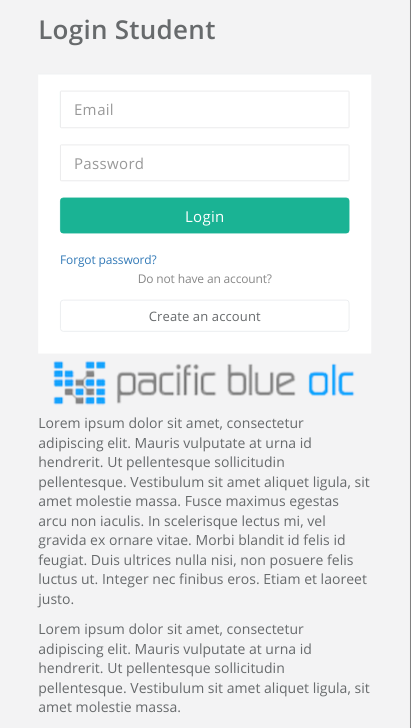 Login Student
Email
Password
Login
Forgot password?
Do not have an account?
Create an account
pacific blue olc
Lorem ipsum dolor sit amet, consectetur
adipiscing elit. Mauris vulputate at urna id
hendrerit. Ut pellentesque sollicitudin
pellentesque. Vestibulum sit amet aliquet ligula, sit
amet molestie massa. Fusce maximus egestas
arcu non iaculis. In scelerisque lectus mi, vel
gravida ex ornare vitae. Morbi blandit id felis id
feugiat. Duis ultrices nulla nisi, non posuere felis
luctus ut. Integer nec finibus eros. Etiam et laoreet
justo.
Lorem ipsum dolor sit amet, consectetur
adipiscing elit. Mauris vulputate at urna id
hendrerit. Ut pellentesque sollicitudin
pellentesque. Vestibulum sit amet aliquet ligula, sit
amet molestie massa.